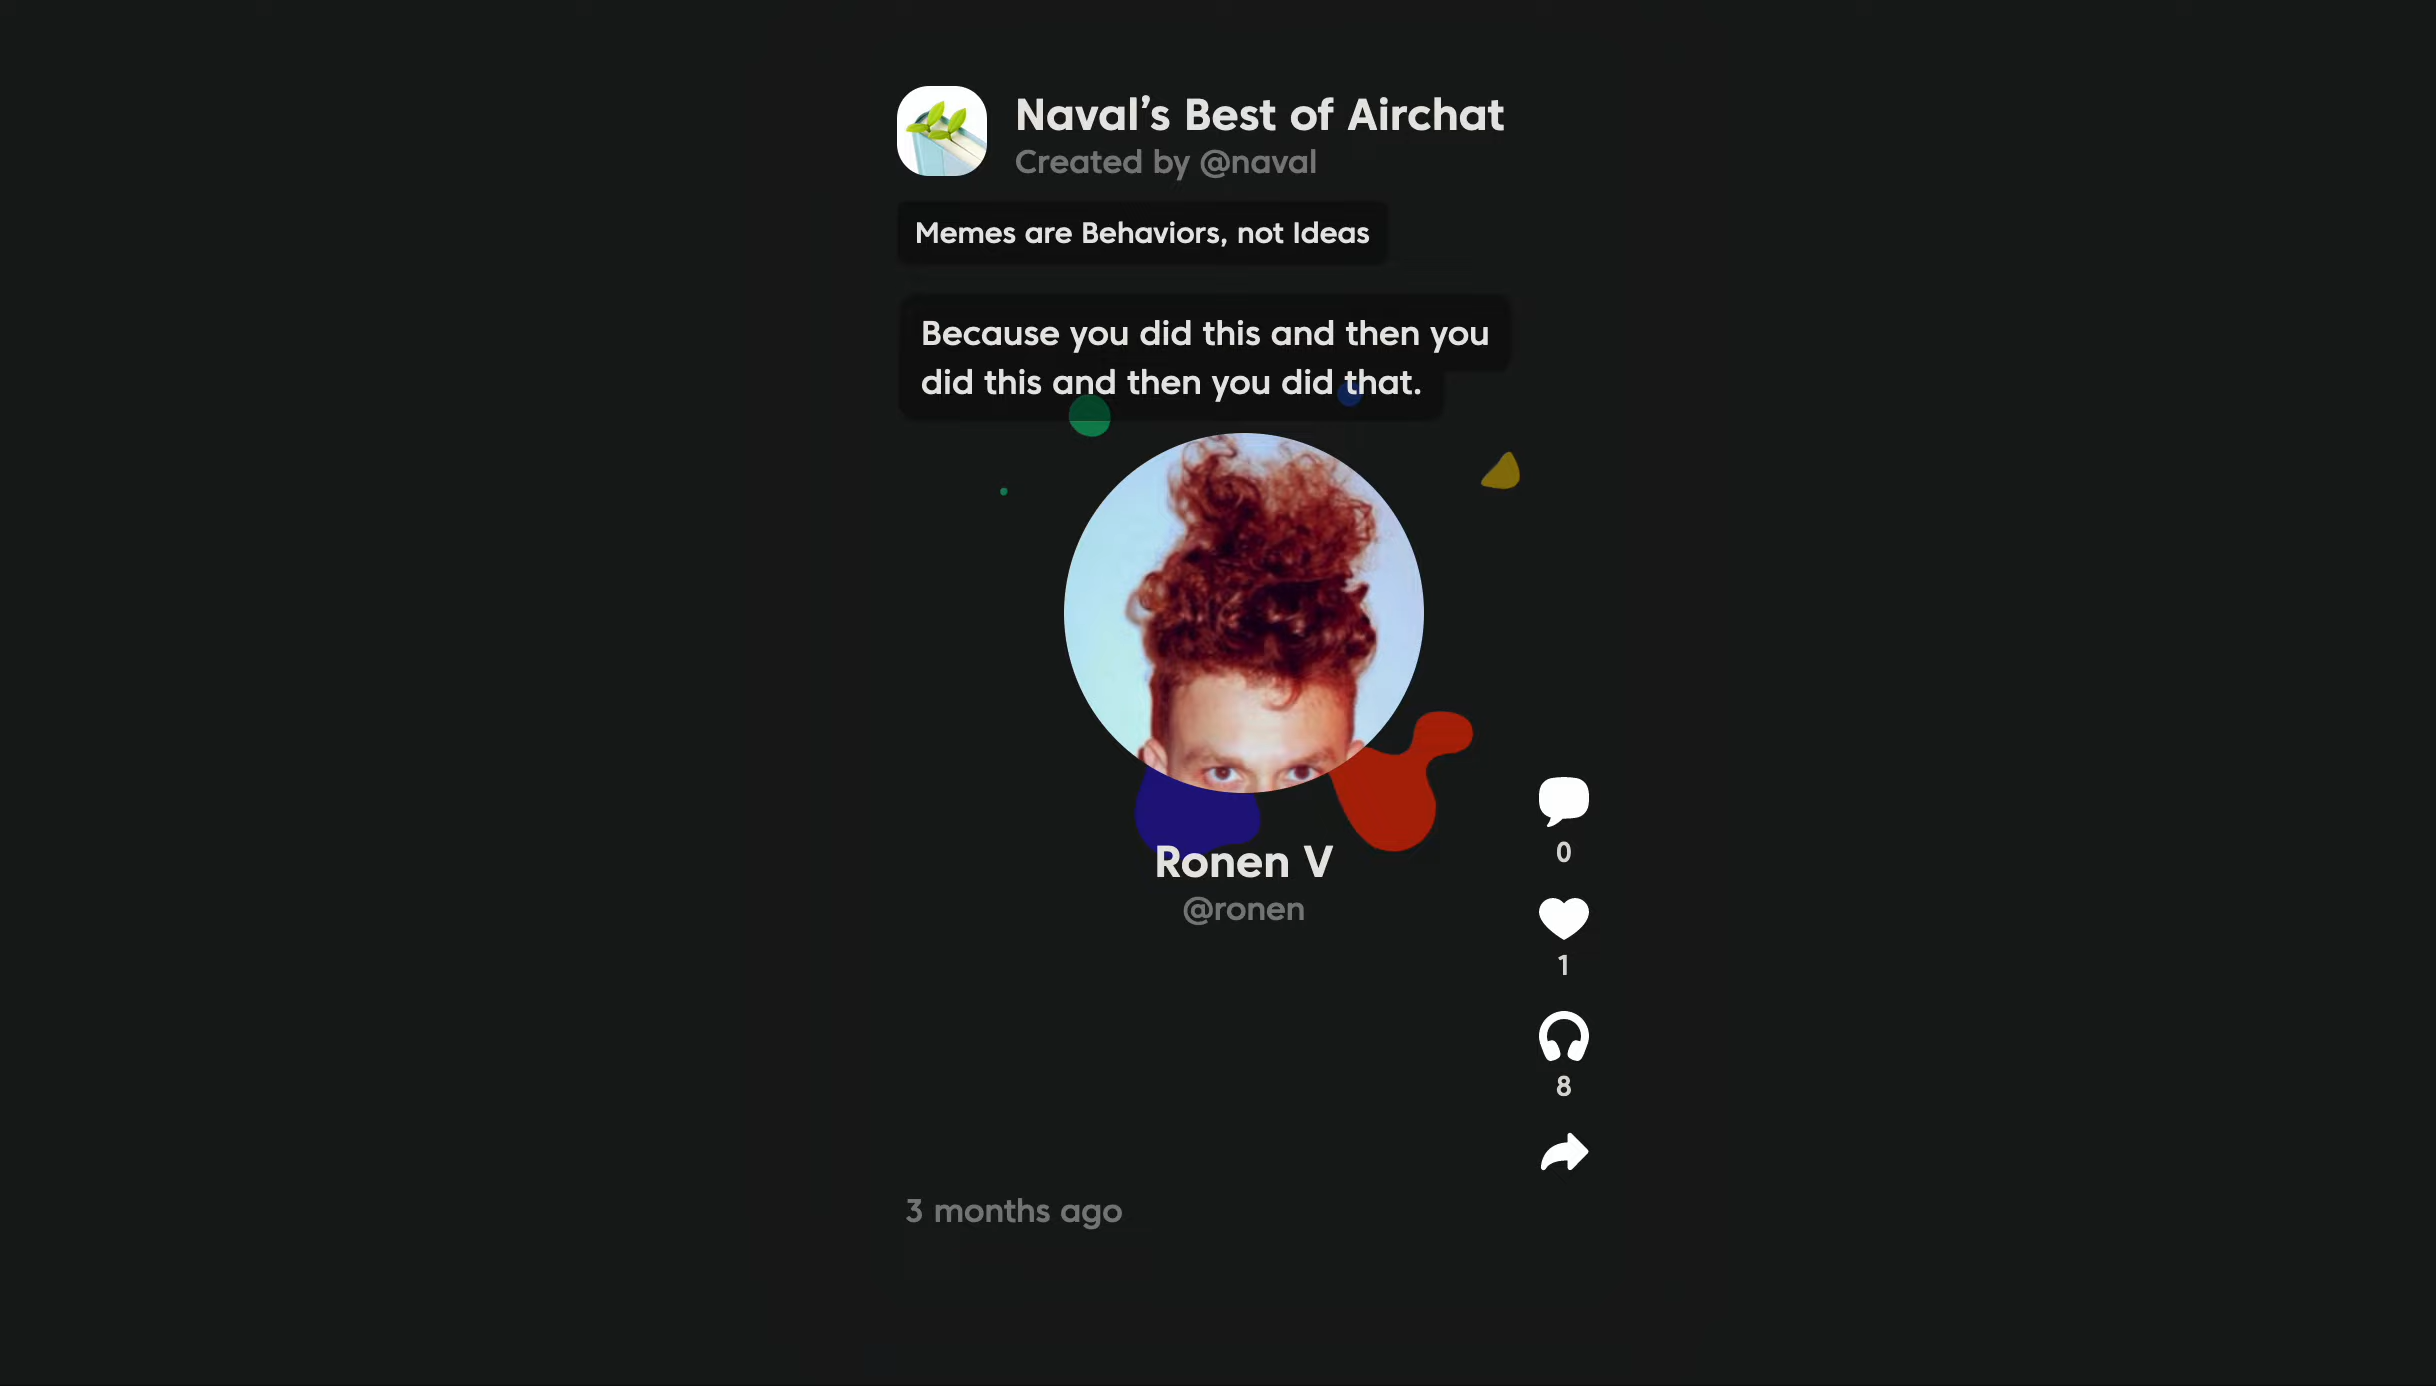 Naval’s Best of Airchat
Created by @naval
Memes are Behaviors, not Ideas
Because you did this and then you
did this and then you did that.
Ronen V
@ronen
0
1
8
3 months ago